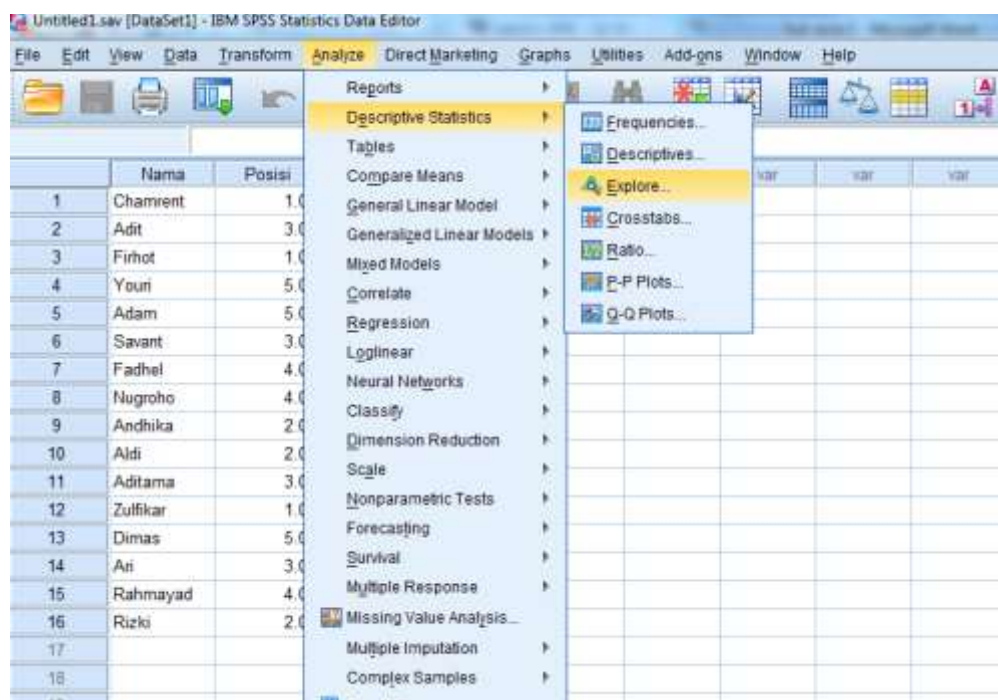 Untitled1.sav [DataSet1] - IBM SPSS Statistics Data Editor
File Edit View Data Transform Analyze Direct Marketing Graphs Utilities Add-ons Window Help
Reports
Descriptive Statistics
Tables
Compare Means
General Linear Model
Generalized Linear Models
Mixed Models
Correlate
Regression
Loglinear
Neural Networks
Classify
Dimension Reduction
Scale
Nonparametric Tests
Forecasting
Survival
Multiple Response
Missing Value Analysis...
Multiple Imputation
Complex Samples
Frequencies...
Descriptives...
Explore...
Crosstabs...
Ratio...
P-P Plots...
Q-Q Plots...
A
1
Nama Posisi var var var
1 Chamrent 1.0
2 Adit 3.0
3 Firhot 1.0
4 Youri 5.0
5 Adam 5.0
6 Savant 3.0
7 Fadhel 4.0
8 Nugroho 4.0
9 Andhika 2.0
10 Aldi 2.0
11 Aditama 3.0
12 Zulfikar 1.0
13 Dimas 5.0
14 Ari 3.0
15 Rahmayad 4.0
16 Rizki 2.0
17
18